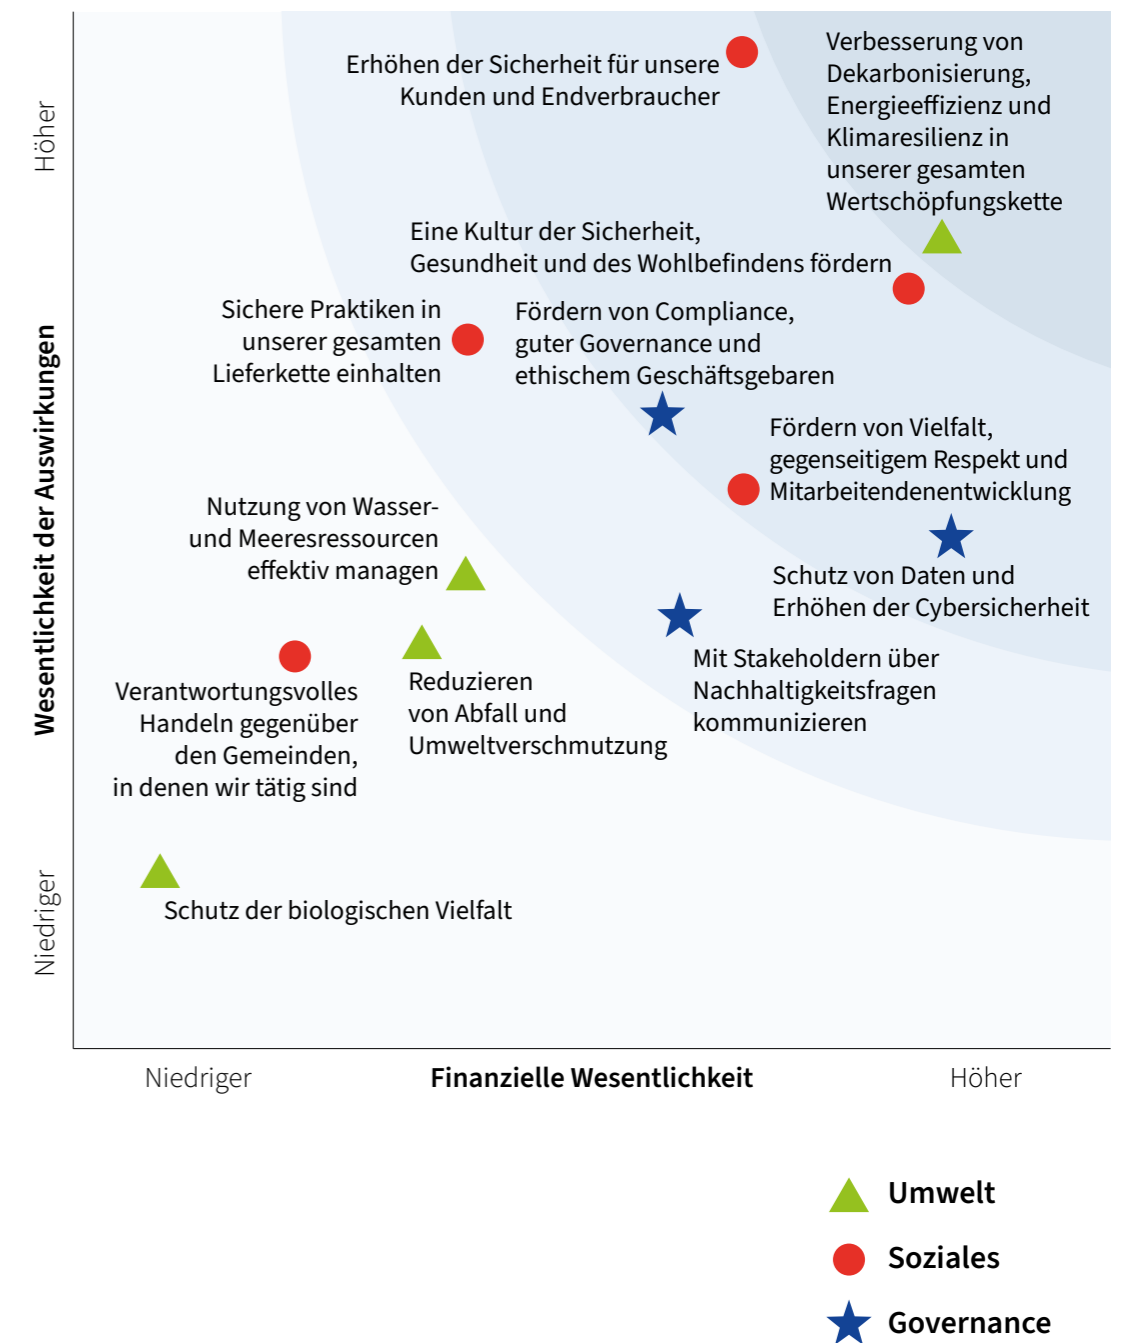 Erhöhen der Sicherheit für unsere
Kunden und Endverbraucher
Verbesserung von
Dekarbonisierung,
Energieeffizienz und
Klimaresilienz in
unserer gesamten
Wertschöpfungskette
Höher
Eine Kultur der Sicherheit,
Gesundheit und des Wohlbefindens fördern
Sichere Praktiken in
unserer gesamten
Lieferkette einhalten
Fördern von Compliance,
guter Governance und
ethischem Geschäftsgebaren
Fördern von Vielfalt,
gegenseitigem Respekt und
Mitarbeitendenentwicklung
Wesentlichkeit der Auswirkungen
Nutzung von Wasser-
und Meeresressourcen
effektiv managen
Schutz von Daten und
Erhöhen der Cybersicherheit
Mit Stakeholdern über
Nachhaltigkeitsfragen
kommunizieren
Verantwortungsvolles
Handeln gegenüber
den Gemeinden,
in denen wir tätig sind
Reduzieren
von Abfall und
Umweltverschmutzung
Niedriger
Schutz der biologischen Vielfalt
Niedriger
Finanzielle Wesentlichkeit
Höher
Umwelt
Soziales
Governance